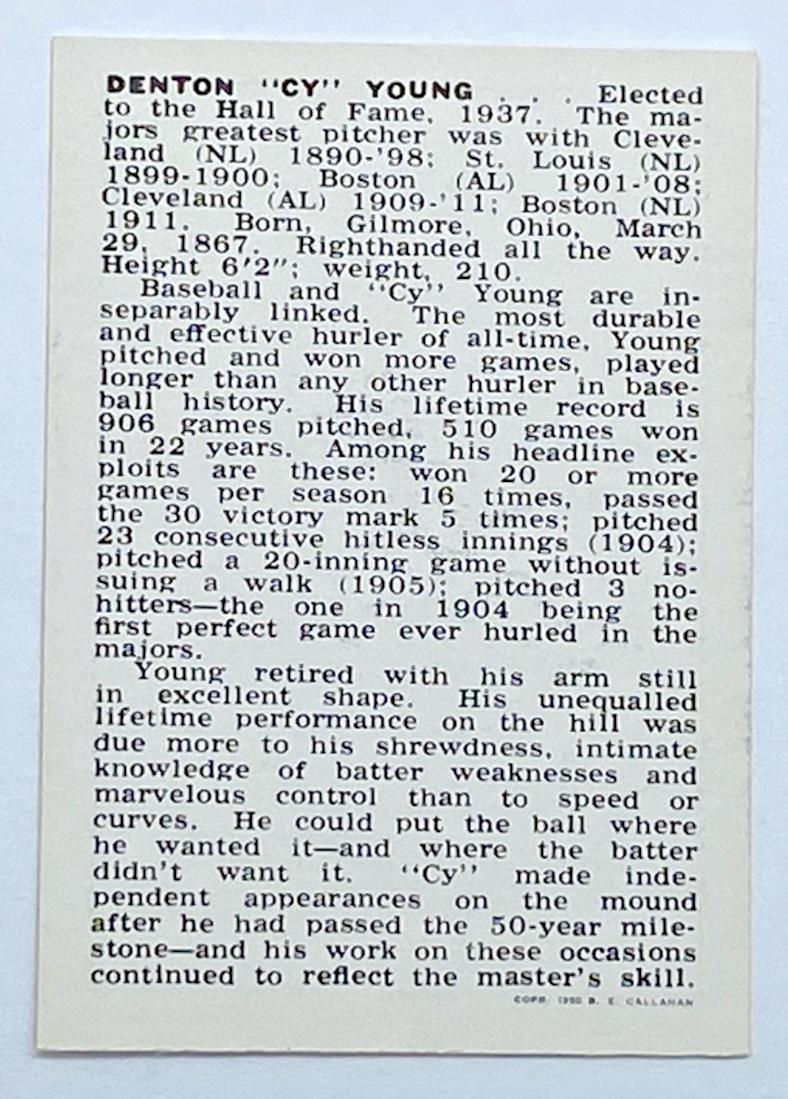 DENTON "CY" YOUNG . . . Elected
to the Hall of Fame, 1937. The ma-
jors greatest pitcher was with Cleve-
land (NL) 1890-'98; St. Louis (NL)
1899-1900; Boston (AL) 1901-'08;
Cleveland (AL) 1909-'11; Boston (NL)
1911. Born, Gilmore, Ohio, March
29, 1867. Righthanded all the way.
Height 6'2"; weight, 210.
Baseball and "Cy" Young are in-
separably linked. The most durable
and effective hurler of all-time, Young
pitched and won more games, played
longer than any other hurler in base-
ball history. His lifetime record is
906 games pitched, 510 games won
in 22 years. Among his headline ex-
ploits are these: won 20 or more
games per season 16 times, passed
the 30 victory mark 5 times; pitched
23 consecutive hitless innings (1904);
pitched a 20-inning game without is-
suing a walk (1905); pitched 3 no-
hitters—the one in 1904 being the
first perfect game ever hurled in the
majors.
Young retired with his arm still
in excellent shape. His unequalled
lifetime performance on the hill was
due more to his shrewdness, intimate
knowledge of batter weaknesses and
marvelous control than to speed or
curves. He could put the ball where
he wanted it—and where the batter
didn't want it. "Cy" made inde-
pendent appearances on the mound
after he had passed the 50-year mile-
stone—and his work on these occasions
continued to reflect the master's skill.
COPR. 1950 B. E. CALLAHAN